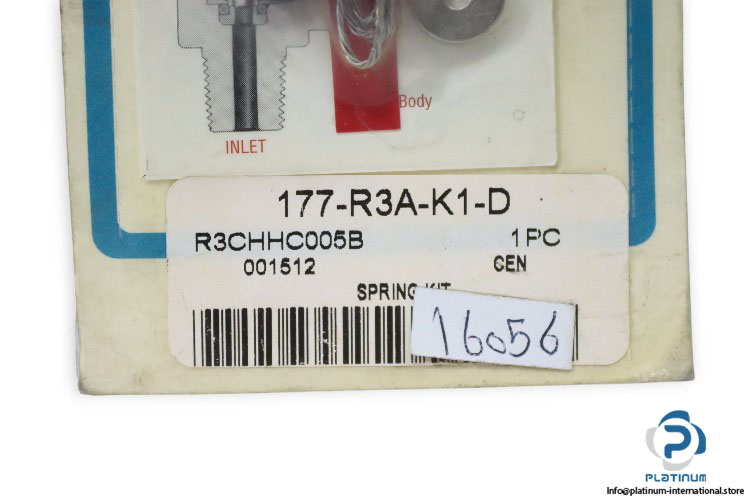 Body
INLET
177-R3A-K1-D
R3CHHC005B 1 PC
001512 CEN
SPRING KIT
16056
PLATINUM
Info@platinum-international.store